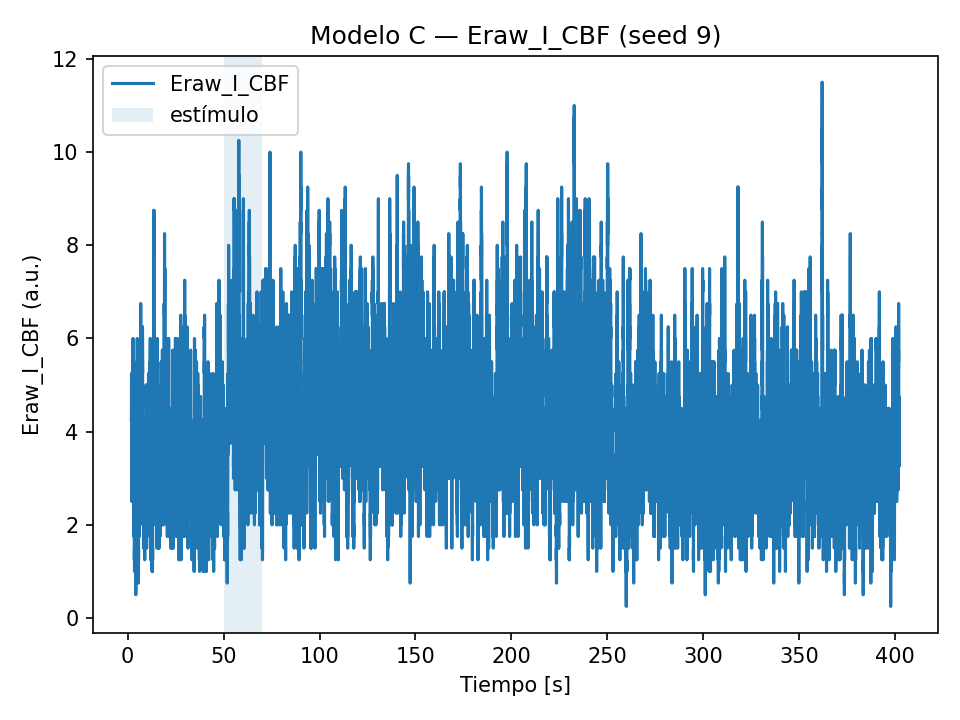 Modelo C — Eraw_I_CBF (seed 9)
Eraw_I_CBF
estímulo
Eraw_I_CBF (a.u.)
12
10
8
6
4
2
0
0 50 100 150 200 250 300 350 400
Tiempo [s]